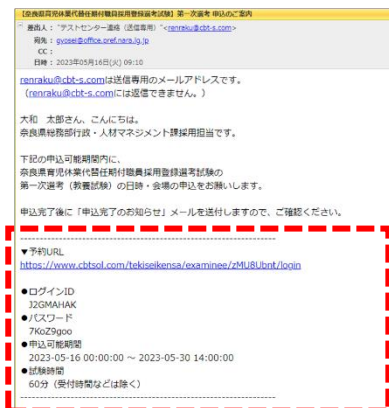 【奈良県育児休業代替任期付職員採用登録選考試験】第一次選考 申込のご案内
差出人： "テストセンター連絡（送信専用）"<renraku@cbt-s.com>
宛先： gyosei@office.pref.nara.lg.jp
CC：
日時： 2023年05月16日(火) 09:10
renraku@cbt-s.comは送信専用のメールアドレスです。
（renraku@cbt-s.comには返信できません。）
大和　太郎さん、こんにちは。
奈良県総務部行政・人材マネジメント課採用担当です。
下記の申込可能期間内に、
奈良県育児休業代替任期付職員採用登録選考試験の
第一次選考（教養試験）の日時・会場の申込をお願いします。
申込完了後に「申込完了のお知らせ」メールを送付しますので、ご確認ください。
----------------------------------------------------------------
▼予約URL
https://www.cbtsol.com/tekiseikensa/examinee/zMU8Ubnt/login
●ログインID
J2GMAHAK
●パスワード
7KoZ9goo
●申込可能期間
2023-05-16 00:00:00 ～ 2023-05-30 14:00:00
●試験時間
60分（受付時間などは除く）
----------------------------------------------------------------